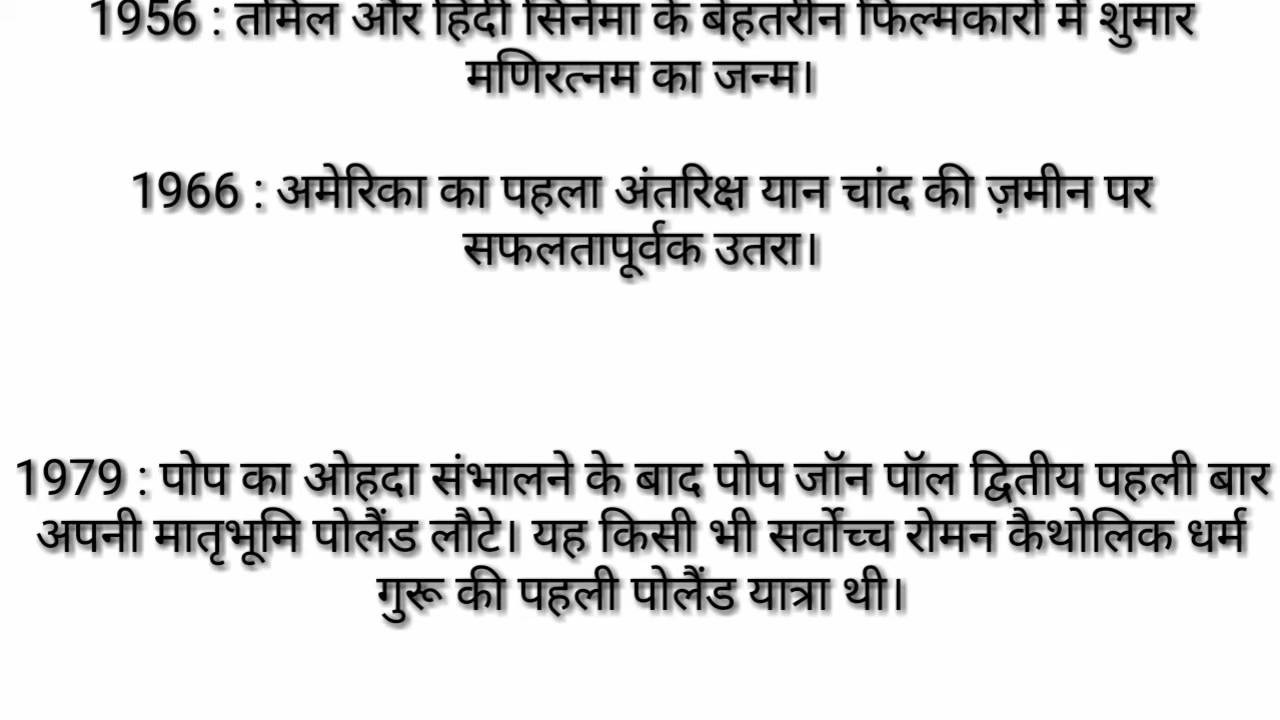 1956 : तमिल और हिंदी सिनेमा के बेहतरीन फिल्मकारों में शुमार
मणिरत्नम का जन्म।
1966 : अमेरिका का पहला अंतरिक्ष यान चांद की ज़मीन पर
सफलतापूर्वक उतरा।
1979 : पोप का ओहदा संभालने के बाद पोप जॉन पॉल द्वितीय पहली बार
अपनी मातृभूमि पोलैंड लौटे। यह किसी भी सर्वोच्च रोमन कैथोलिक धर्म
गुरू की पहली पोलैंड यात्रा थी।